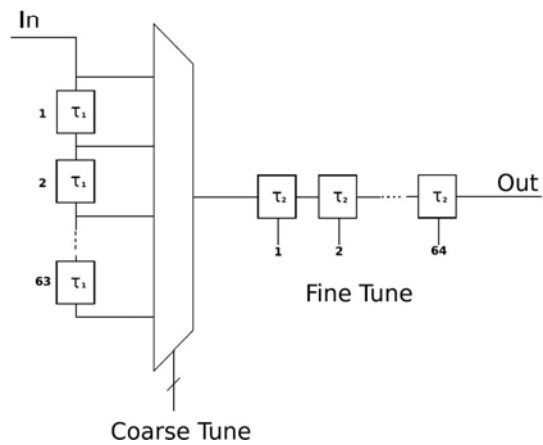 In
1 τ₁
2 τ₁
63 τ₁
τ₂ τ₂ τ₂ Out
1 2 64
Fine Tune
Coarse Tune